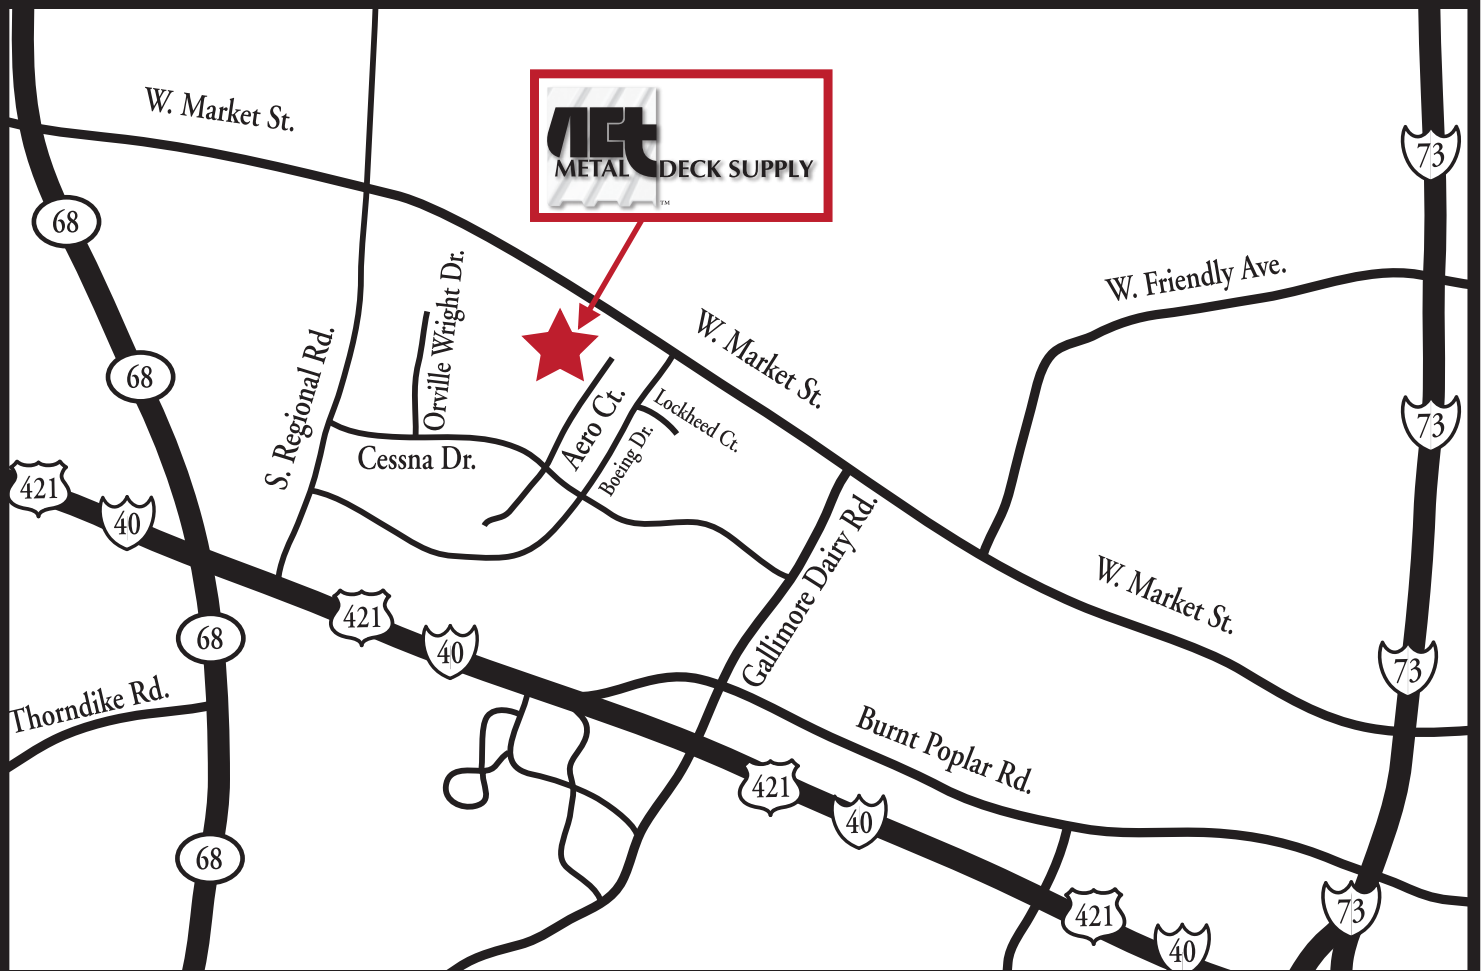 W. Market St.
ACt
METAL DECK SUPPLY
™
73
68
W. Friendly Ave.
Orville Wright Dr.
S. Regional Rd.
W. Market St.
68
Aero Ct.
Lockheed Ct.
73
Cessna Dr.
Boeing Dr.
421
40
Gallimore Dairy Rd.
W. Market St.
421
68
40
73
Thorndike Rd.
Burnt Poplar Rd.
421
40
68
421
73
40